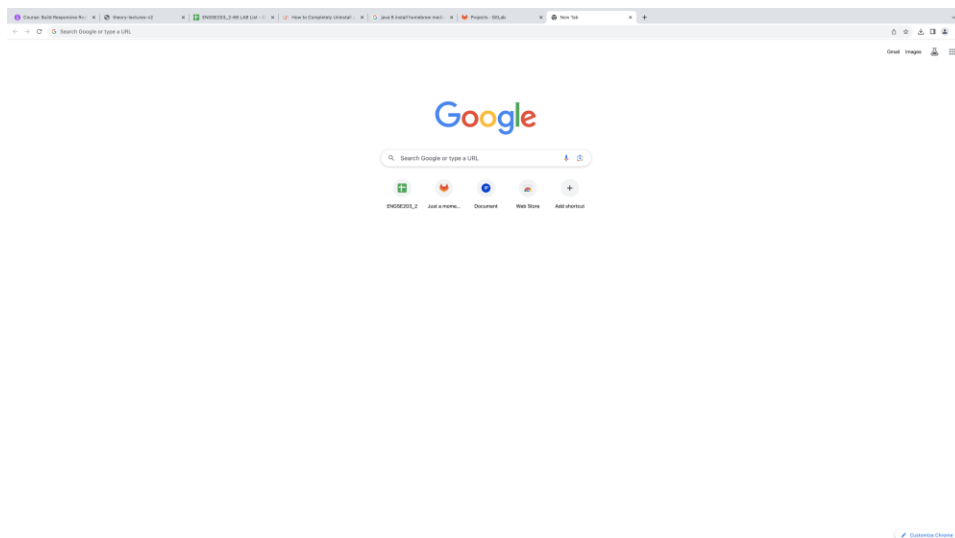 Course: Build Responsive Re
theory-lectures-v2
ENGSE203_2-66 LAB List
How to Completely Uninstall
java 8 install homebrew
Projects · GitLab
New Tab
Search Google or type a URL
Gmail Images
Google
Search Google or type a URL
ENGSE203_2 Just a mome... Document Web Store Add shortcut
Customize Chrome